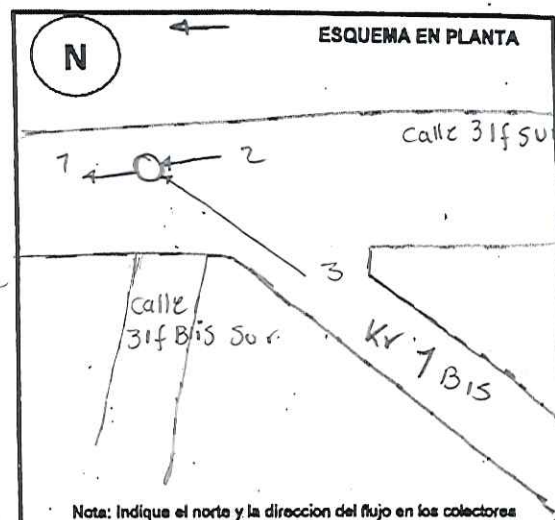 N
ESQUEMA EN PLANTA
Calle 31f Sur
1
2
3
Calle
31f Bis Sur.
Kr 1 Bis
Nota: Indique el norte y la direccion del flujo en los colectores